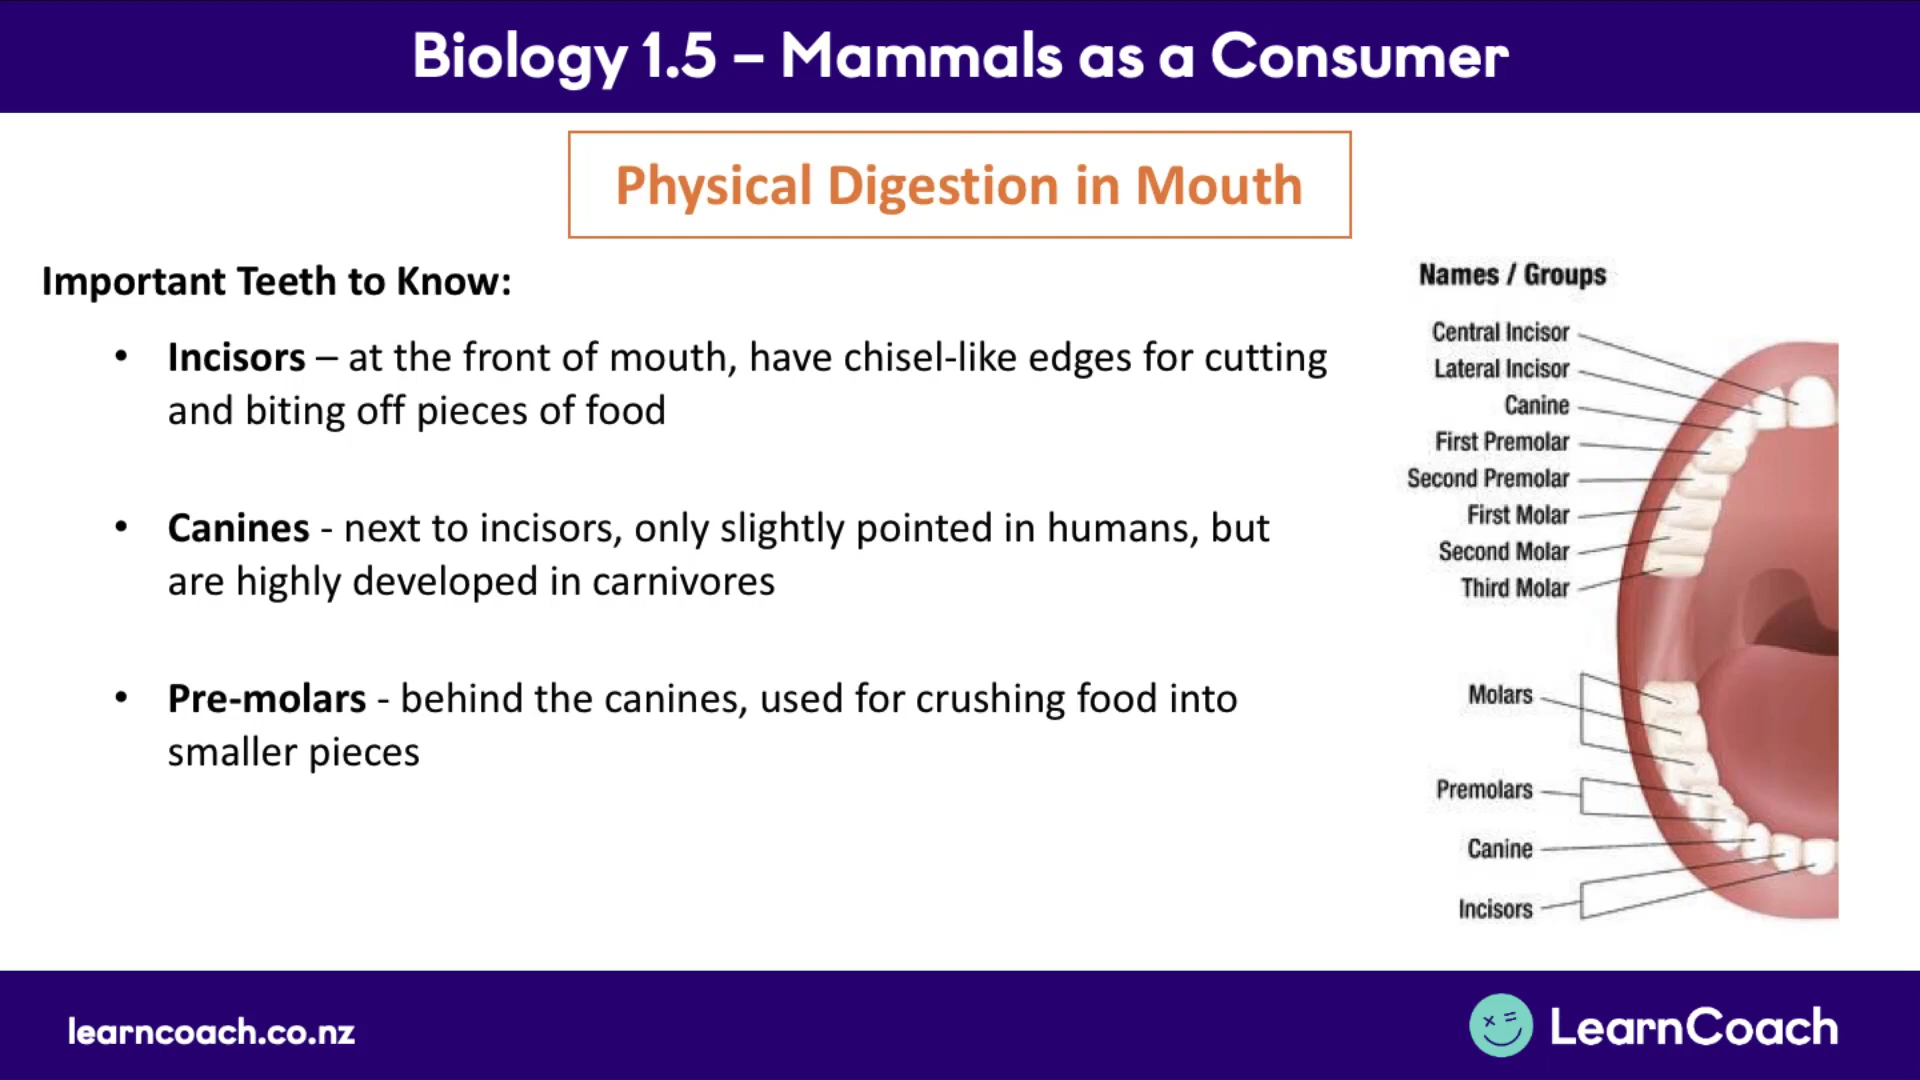 Biology 1.5 – Mammals as a Consumer
Physical Digestion in Mouth
Important Teeth to Know:
• Incisors – at the front of mouth, have chisel-like edges for cutting
and biting off pieces of food
• Canines - next to incisors, only slightly pointed in humans, but
are highly developed in carnivores
• Pre-molars - behind the canines, used for crushing food into
smaller pieces
Names / Groups
Central Incisor
Lateral Incisor
Canine
First Premolar
Second Premolar
First Molar
Second Molar
Third Molar
Molars
Premolars
Canine
Incisors
learncoach.co.nz
LearnCoach